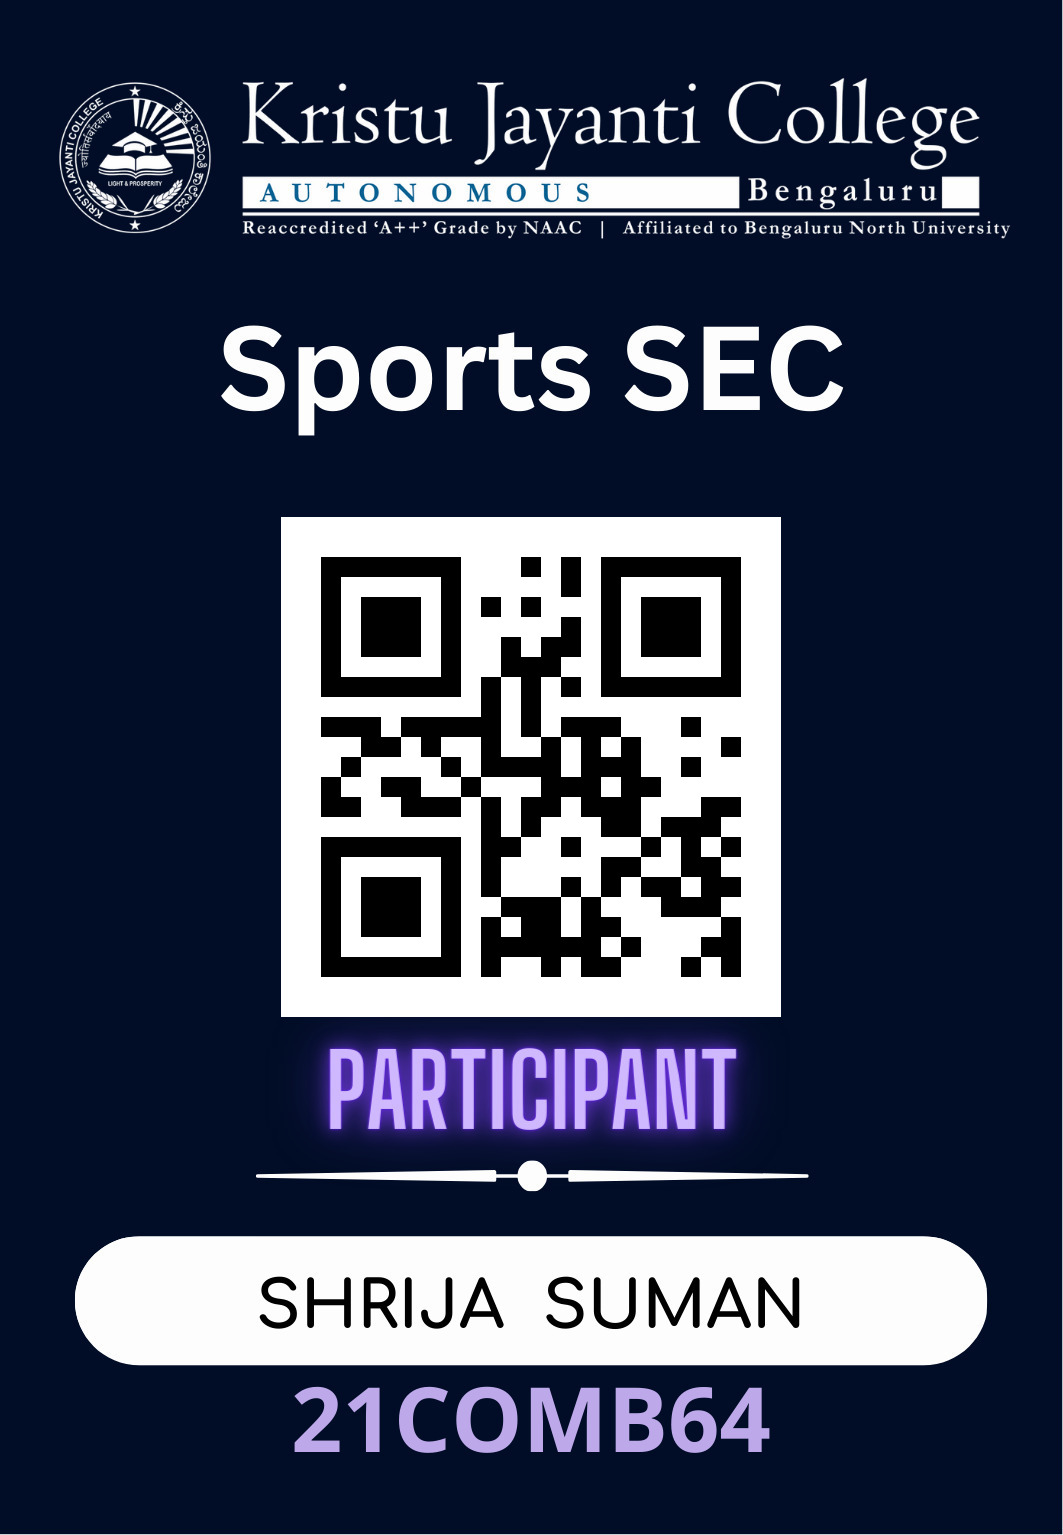 Kristu Jayanti College
AUTONOMOUS Bengaluru
Reaccredited ‘A++’ Grade by NAAC | Affiliated to Bengaluru North University
KRISTU JAYANTI COLLEGE
ಕ್ರಿಸ್ತು ಜಯಂತಿ ಕಾಲೇಜು
LIGHT & PROSPERITY
Sports SEC
PARTICIPANT
SHRIJA SUMAN
21COMB64